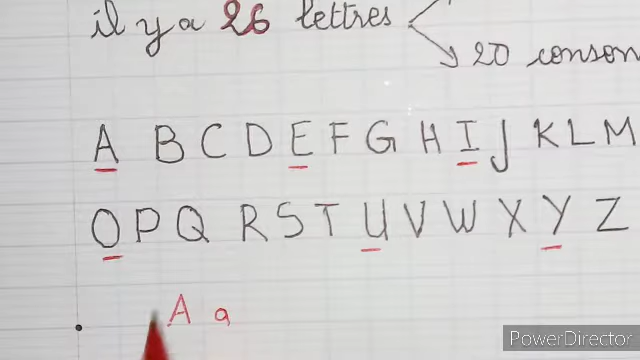 il y a 26 lettres
20 conson
A B C D E F G H I J K L M
O P Q R S T U V W X Y Z
A a
PowerDirector